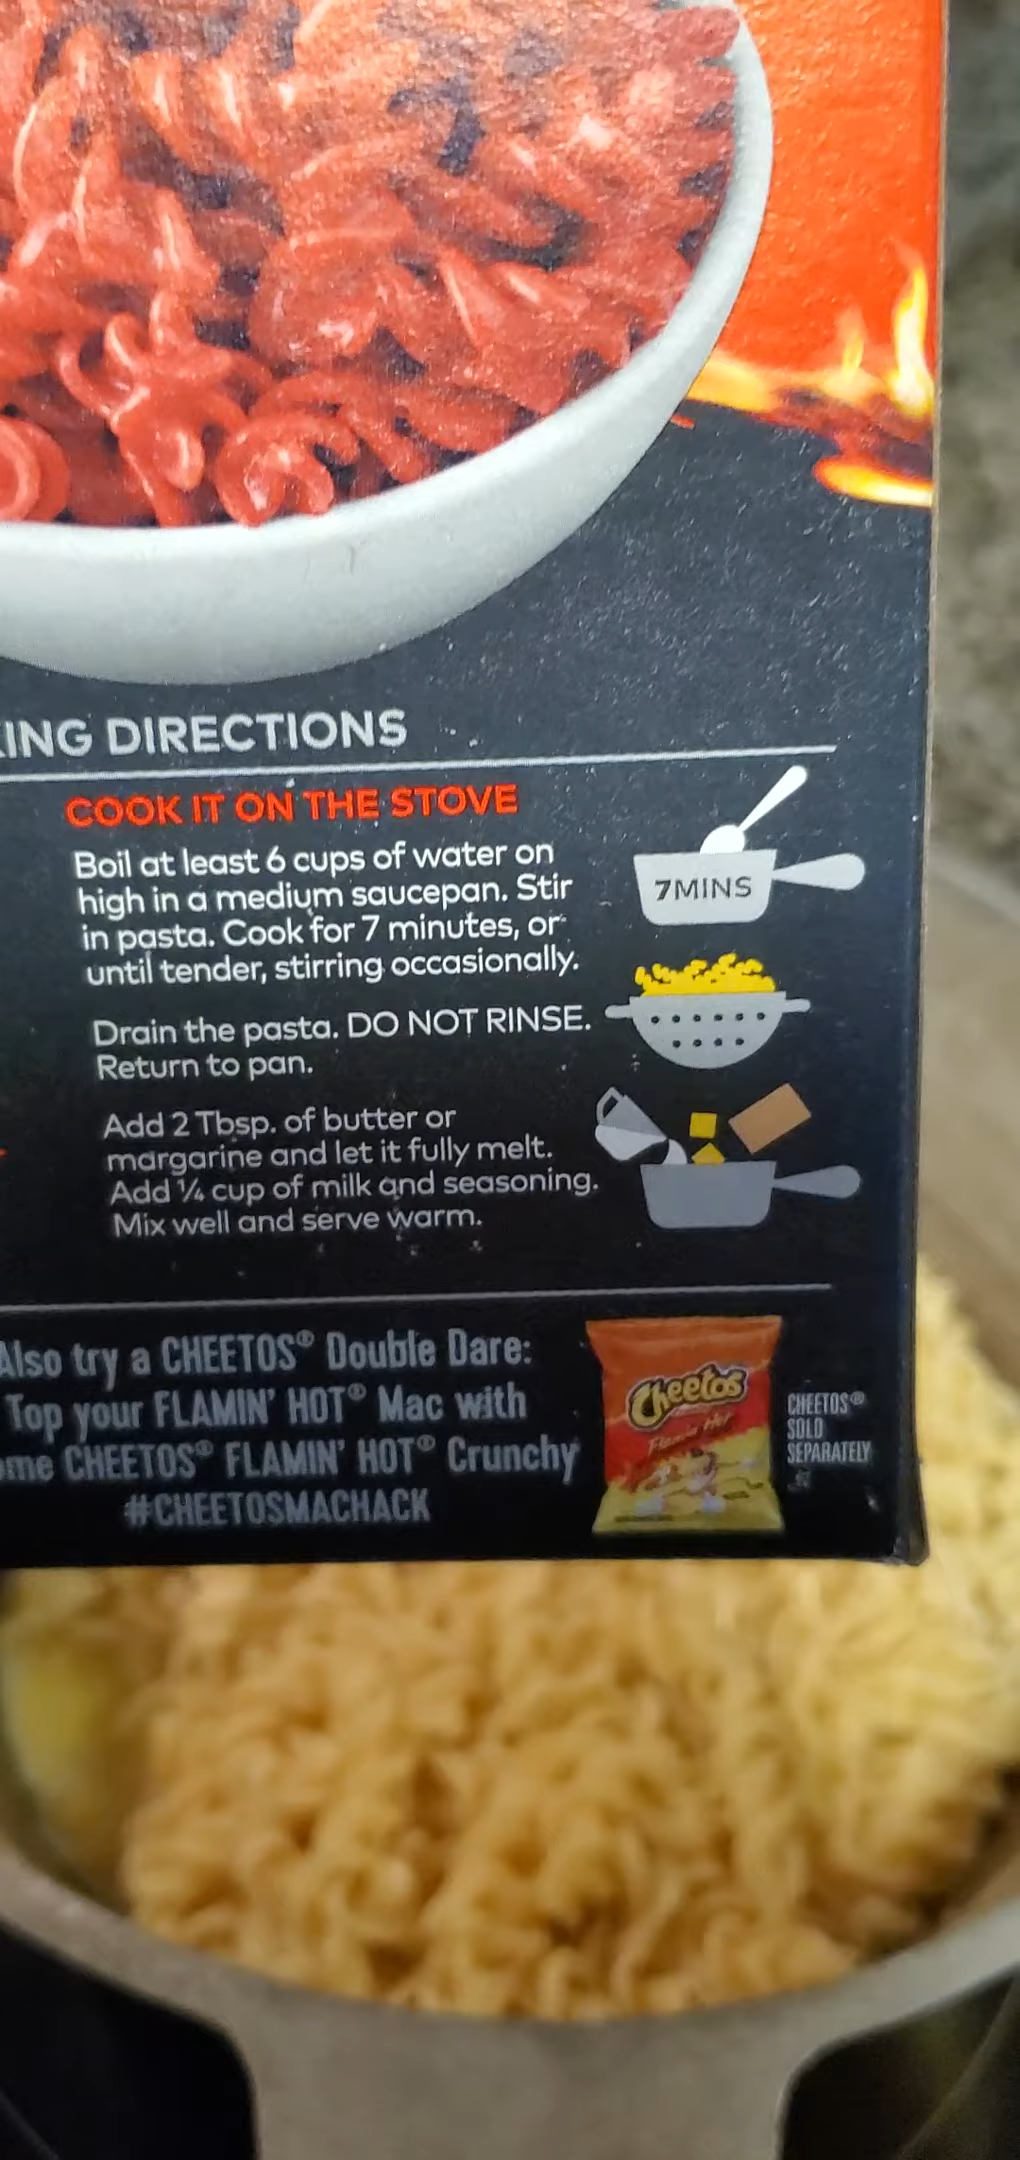 KING DIRECTIONS
COOK IT ON THE STOVE
Boil at least 6 cups of water on
high in a medium saucepan. Stir
in pasta. Cook for 7 minutes, or
until tender, stirring occasionally.
7MINS
Drain the pasta. DO NOT RINSE.
Return to pan.
Add 2 Tbsp. of butter or
margarine and let it fully melt.
Add ¼ cup of milk and seasoning.
Mix well and serve warm.
Also try a CHEETOS® Double Dare:
Top your FLAMIN' HOT® Mac with
ome CHEETOS® FLAMIN' HOT® Crunchy
#CHEETOSMACHACK
Cheetos
Flamin' Hot
CHEETOS®
SOLD
SEPARATELY